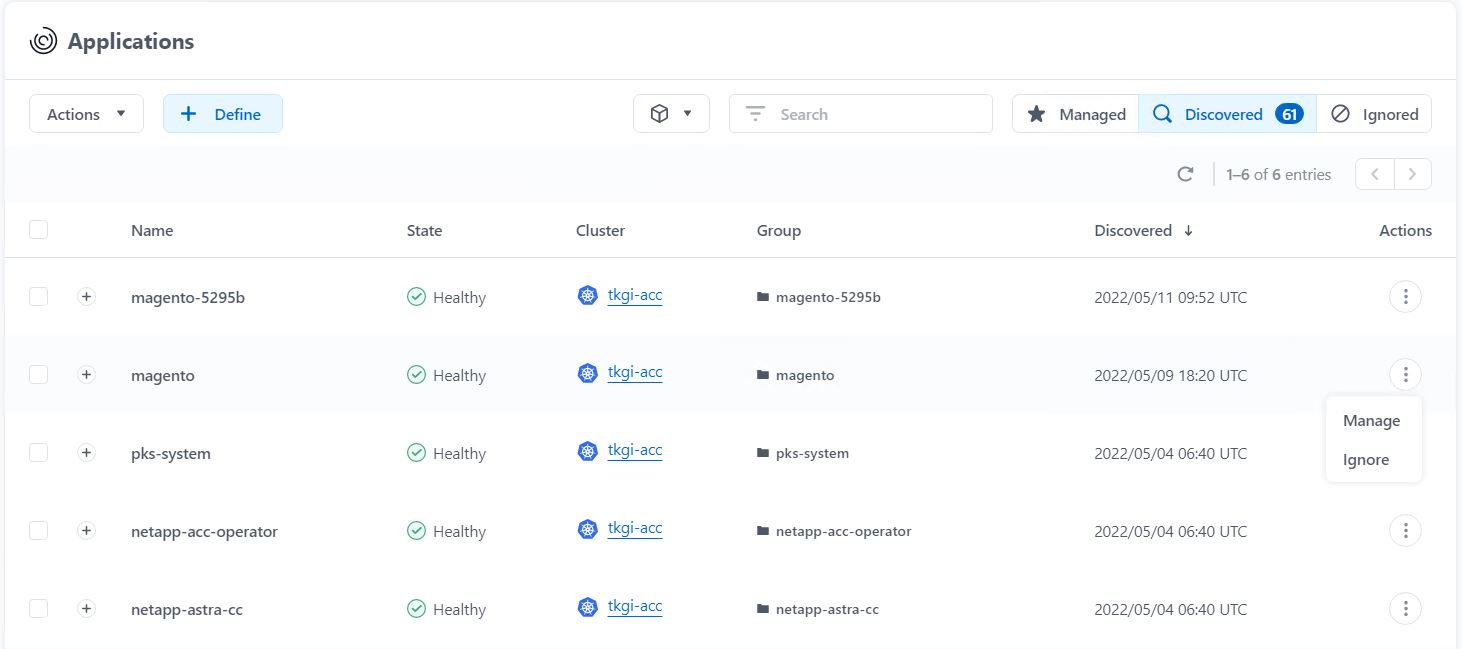 Applications
Actions Define Search Managed Discovered 61 Ignored
1–6 of 6 entries
Name State Cluster Group Discovered Actions
magento-5295b Healthy tkgi-acc magento-5295b 2022/05/11 09:52 UTC
magento Healthy tkgi-acc magento 2022/05/09 18:20 UTC
Manage
pks-system Healthy tkgi-acc pks-system 2022/05/04 06:40 UTC
Ignore
netapp-acc-operator Healthy tkgi-acc netapp-acc-operator 2022/05/04 06:40 UTC
netapp-astra-cc Healthy tkgi-acc netapp-astra-cc 2022/05/04 06:40 UTC